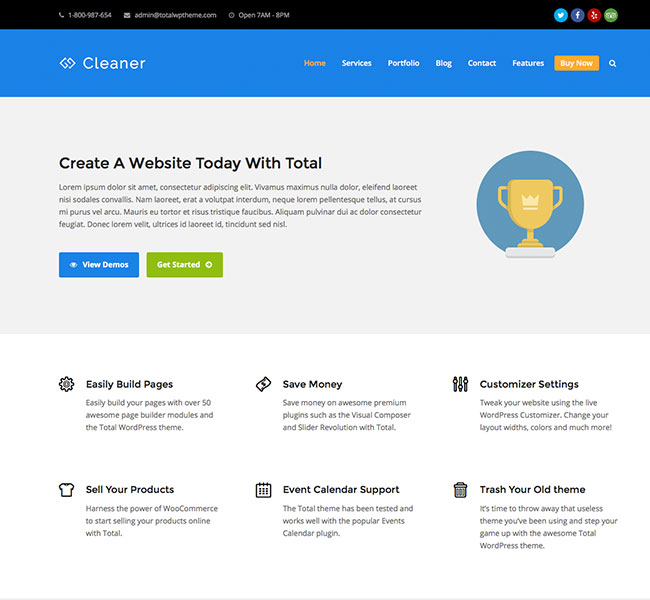 1-800-987-654 admin@totalwptheme.com Open 7AM - 8PM
Cleaner Home Services Portfolio Blog Contact Features Buy Now
Create A Website Today With Total
Lorem ipsum dolor sit amet, consectetur adipiscing elit. Vivamus maximus nulla dolor, eleifend laoreet
nisi sodales convallis. Nam laoreet, erat a volutpat interdum, neque lorem pellentesque tellus, at cursus
mi purus vel arcu. Mauris eu tortor et risus tristique faucibus. Aliquam pulvinar dui ac dolor consectetur
feugiat. Donec lorem velit, ultrices id laoreet id, tincidunt sed nisl.
View Demos Get Started
Easily Build Pages
Easily build your pages with over 50
awesome page builder modules and
the Total WordPress theme.
Save Money
Save money on awesome premium
plugins such as the Visual Composer
and Slider Revolution with Total.
Customizer Settings
Tweak your website using the live
WordPress Customizer. Change your
layout widths, colors and much more!
Sell Your Products
Harness the power of WooCommerce
to start selling your products online
with Total.
Event Calendar Support
The Total theme has been tested and
works well with the popular Events
Calendar plugin.
Trash Your Old theme
It's time to throw away that useless
theme you've been using and step your
game up with the awesome Total
WordPress theme.